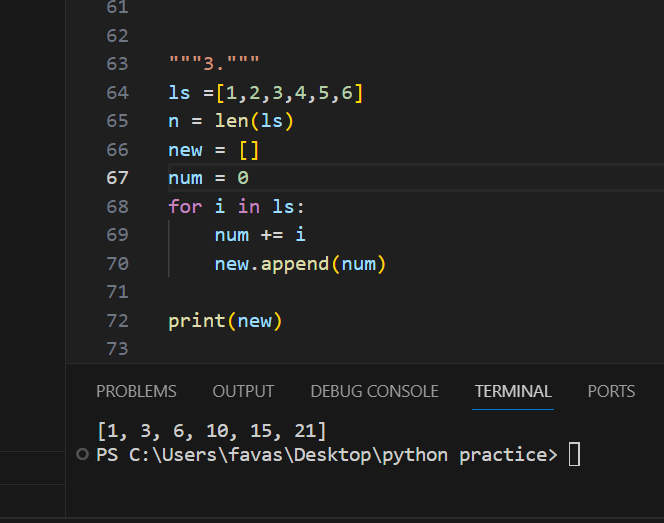 61
62
63 """3."""
64 ls =[1,2,3,4,5,6]
65 n = len(ls)
66 new = []
67 num = 0
68 for i in ls:
69     num += i
70     new.append(num)
71
72 print(new)
73
PROBLEMS OUTPUT DEBUG CONSOLE TERMINAL PORTS
[1, 3, 6, 10, 15, 21]
PS C:\Users\favas\Desktop\python practice>